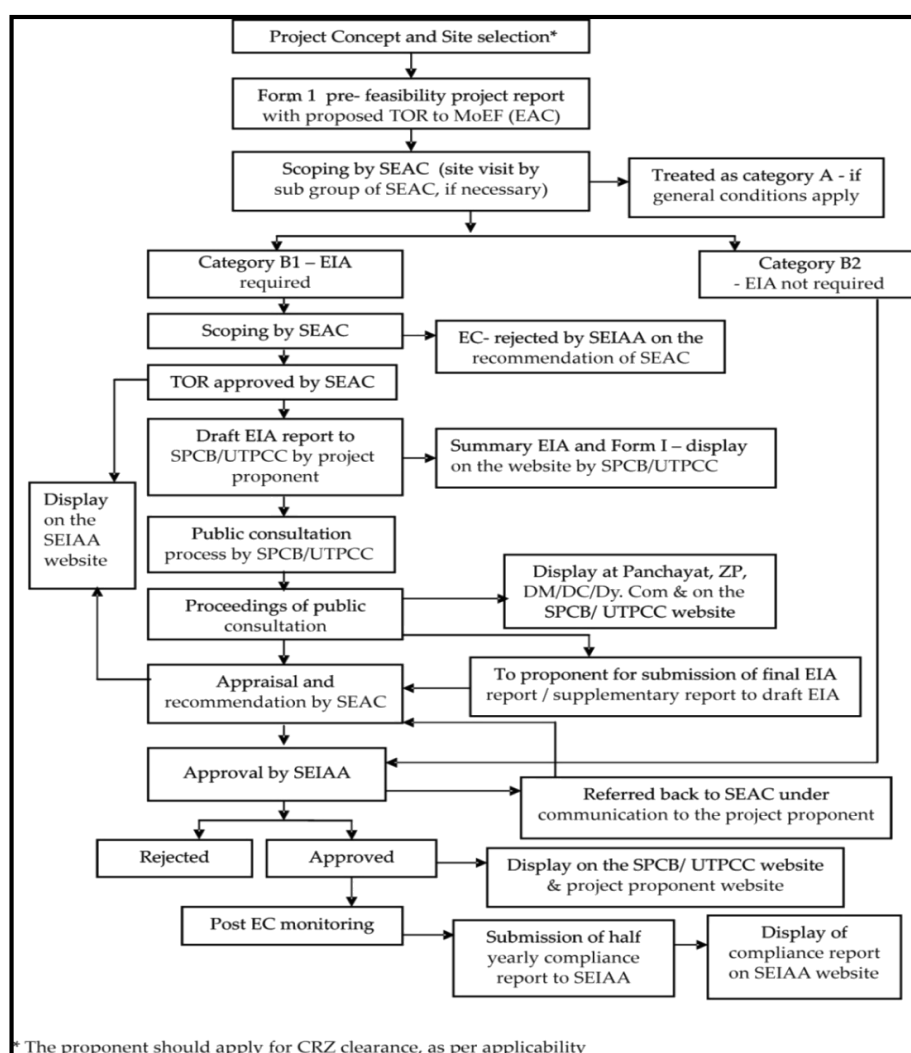 Project Concept and Site selection*
Form 1 pre- feasibility project report
with proposed TOR to MoEF (EAC)
Scoping by SEAC (site visit by
sub group of SEAC, if necessary)
Treated as category A - if
general conditions apply
Category B1 – EIA
required
Category B2
- EIA not required
Scoping by SEAC
EC- rejected by SEIAA on the
recommendation of SEAC
TOR approved by SEAC
Draft EIA report to
SPCB/UTPCC by project
proponent
Summary EIA and Form I – display
on the website by SPCB/UTPCC
Display
on the
SEIAA
website
Public consultation
process by SPCB/UTPCC
Display at Panchayat, ZP,
DM/DC/Dy. Com & on the
SPCB/ UTPCC website
Proceedings of public
consultation
To proponent for submission of final EIA
report / supplementary report to draft EIA
Appraisal and
recommendation by SEAC
Approval by SEIAA
Referred back to SEAC under
communication to the project proponent
Rejected
Approved
Display on the SPCB/ UTPCC website
& project proponent website
Post EC monitoring
Submission of half
yearly compliance
report to SEIAA
Display of
compliance report
on SEIAA website
* The proponent should apply for CRZ clearance, as per applicability